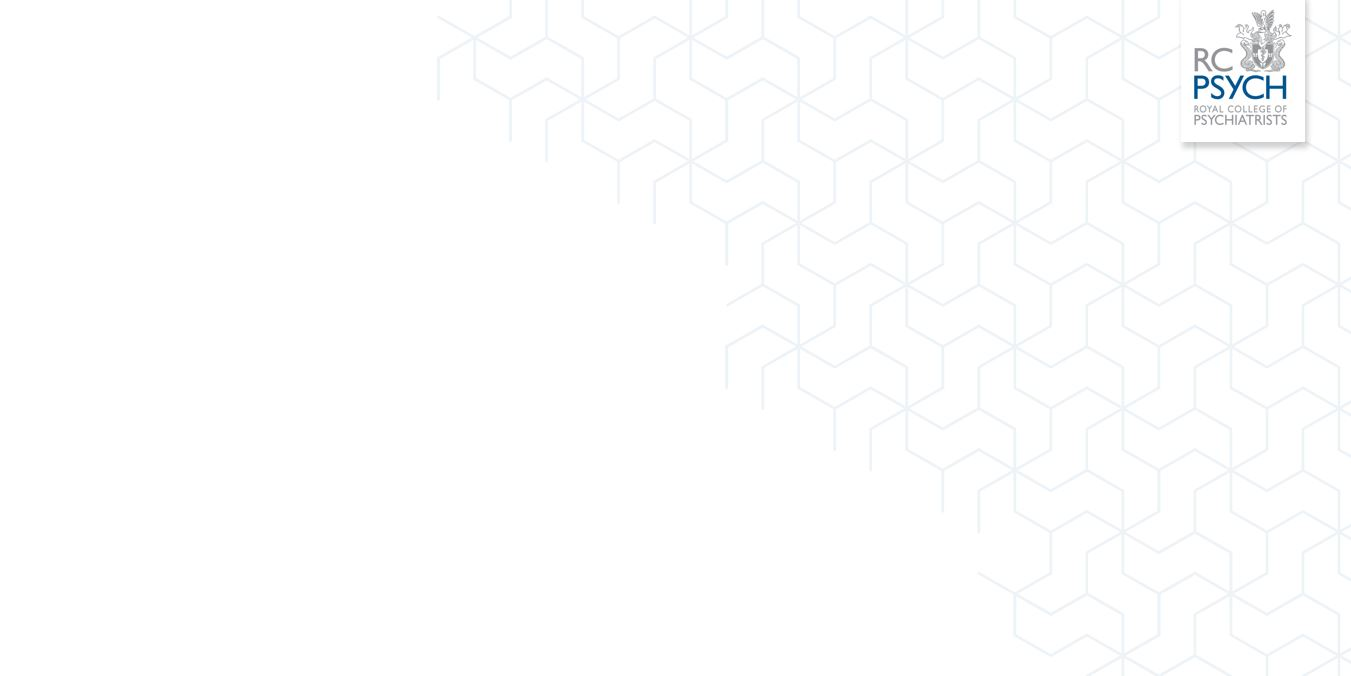 RC
PSYCH
ROYAL COLLEGE OF
PSYCHIATRISTS